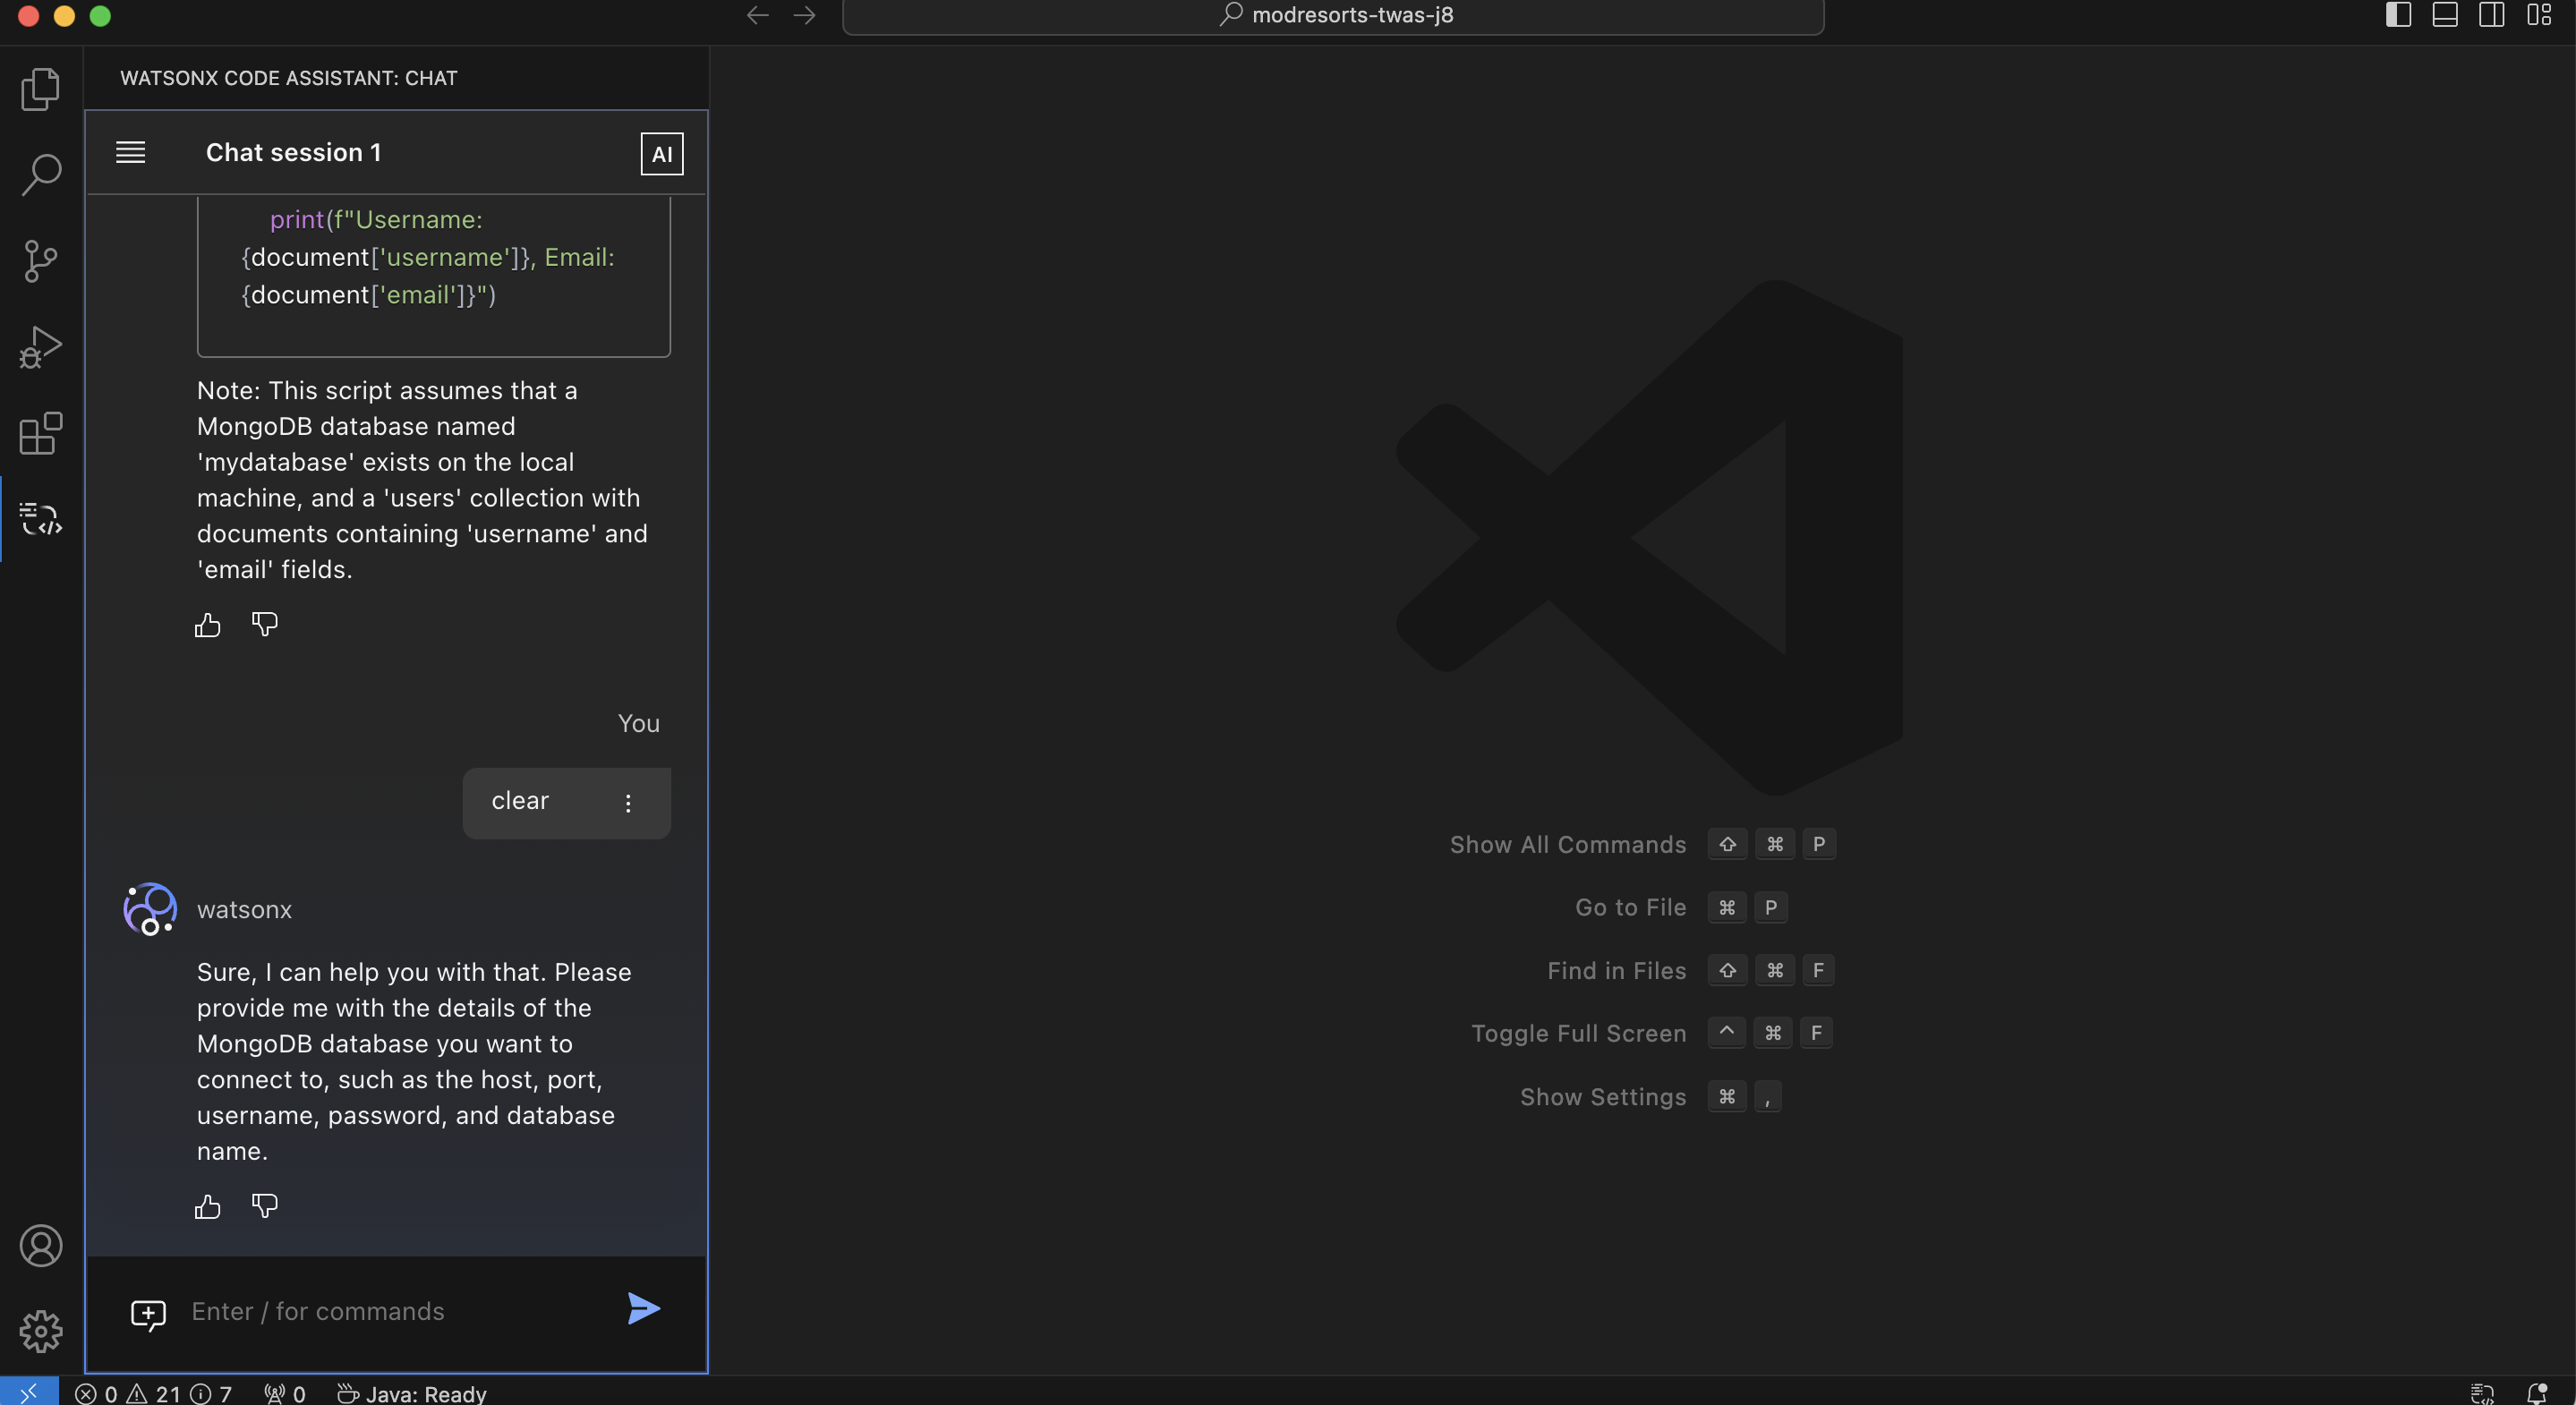 modresorts-twas-j8
WATSONX CODE ASSISTANT: CHAT
Chat session 1
AI
print(f"Username:
{document['username']}, Email:
{document['email']}")
Note: This script assumes that a
MongoDB database named
'mydatabase' exists on the local
machine, and a 'users' collection with
documents containing 'username' and
'email' fields.
You
clear
watsonx
Sure, I can help you with that. Please
provide me with the details of the
MongoDB database you want to
connect to, such as the host, port,
username, password, and database
name.
Enter / for commands
Show All Commands ⇧ ⌘ P
Go to File ⌘ P
Find in Files ⇧ ⌘ F
Toggle Full Screen ^ ⌘ F
Show Settings ⌘ ,
0 21 7 0 Java: Ready